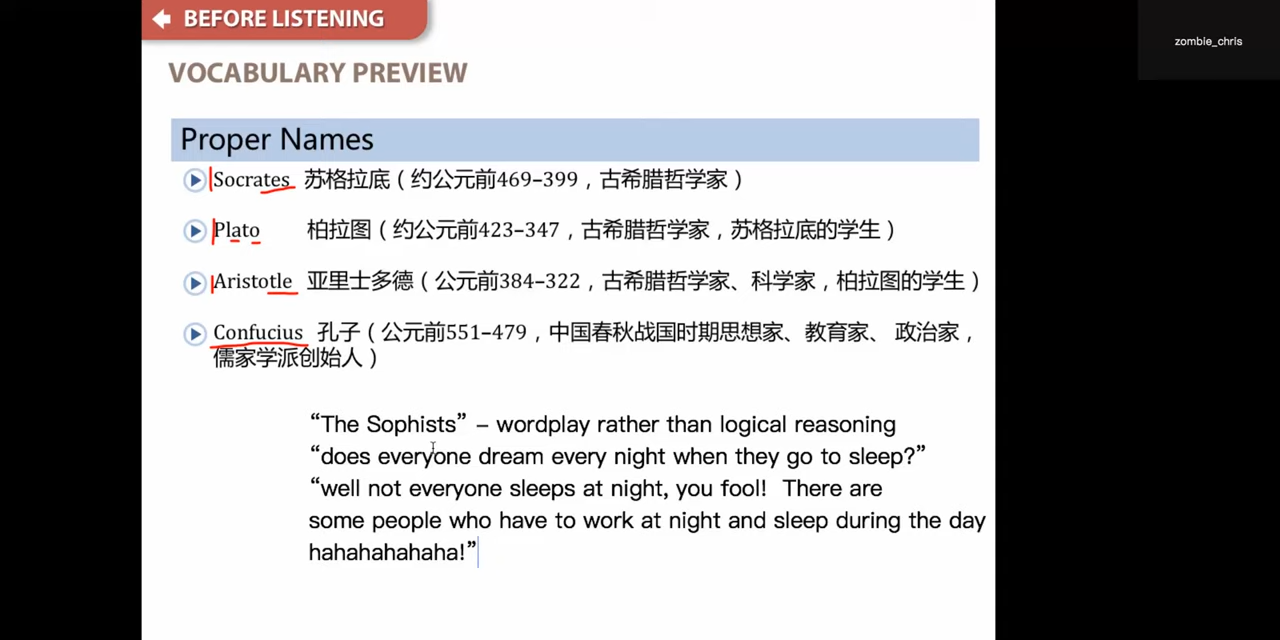 BEFORE LISTENING
zombie_chris
VOCABULARY PREVIEW
Proper Names
Socrates 苏格拉底（约公元前469–399，古希腊哲学家）
Plato 柏拉图（约公元前423–347，古希腊哲学家，苏格拉底的学生）
Aristotle 亚里士多德（公元前384–322，古希腊哲学家、科学家，柏拉图的学生）
Confucius 孔子（公元前551–479，中国春秋战国时期思想家、教育家、 政治家，
儒家学派创始人）
“The Sophists” – wordplay rather than logical reasoning
“does everyone dream every night when they go to sleep?”
“well not everyone sleeps at night, you fool!  There are
some people who have to work at night and sleep during the day
hahahahahaha!”